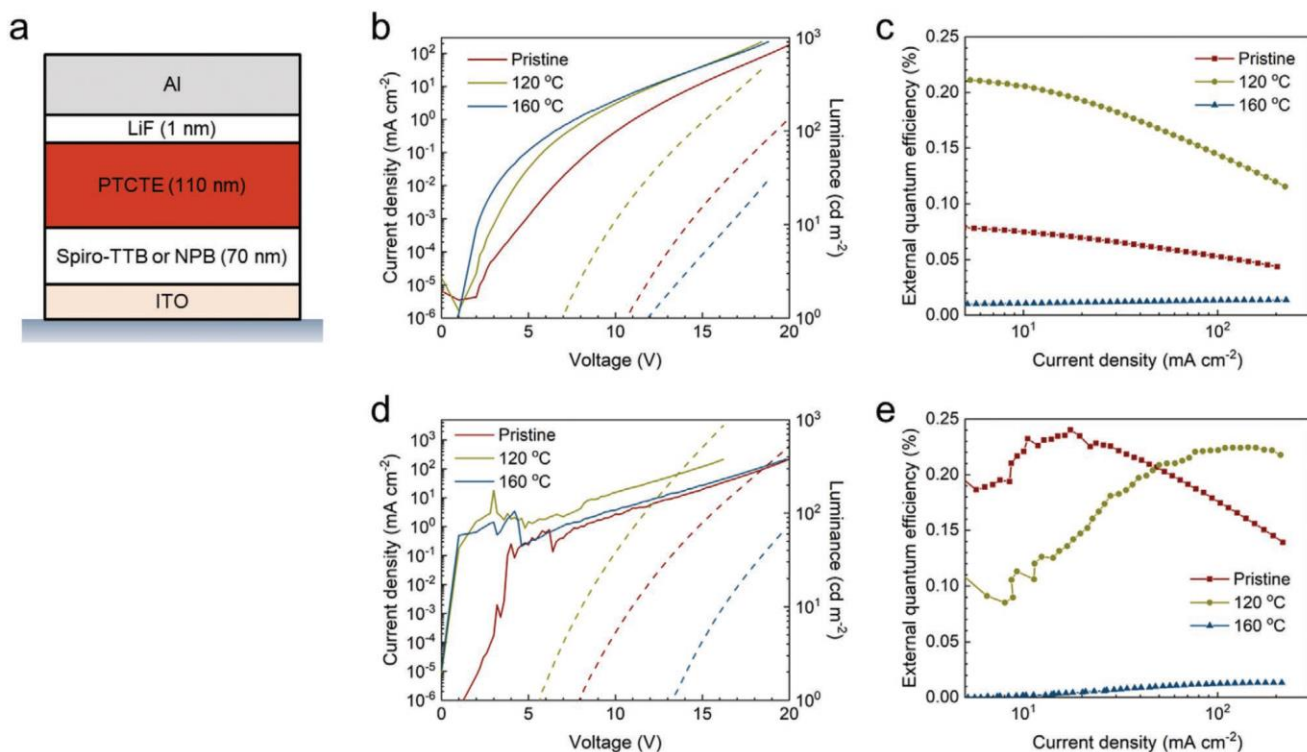 a
Al
LiF (1 nm)
PTCTE (110 nm)
Spiro-TTB or NPB (70 nm)
ITO
b
Current density (mA cm⁻²)
10²
10¹
10⁰
10⁻¹
10⁻²
10⁻³
10⁻⁴
10⁻⁵
10⁻⁶
Pristine
120 °C
160 °C
10³
10²
10¹
10⁰
Luminance (cd m⁻²)
0 5 10 15 20
Voltage (V)
c
External quantum efficiency (%)
0.25
0.20
0.15
0.10
0.05
0.00
Pristine
120 °C
160 °C
10¹ 10²
Current density (mA cm⁻²)
d
Current density (mA cm⁻²)
10³
10²
10¹
10⁰
10⁻¹
10⁻²
10⁻³
10⁻⁴
10⁻⁵
10⁻⁶
Pristine
120 °C
160 °C
10³
10²
10¹
10⁰
Luminance (cd m⁻²)
0 5 10 15 20
Voltage (V)
e
External quantum efficiency (%)
0.25
0.20
0.15
0.10
0.05
0.00
Pristine
120 °C
160 °C
10¹ 10²
Current density (mA cm⁻²)